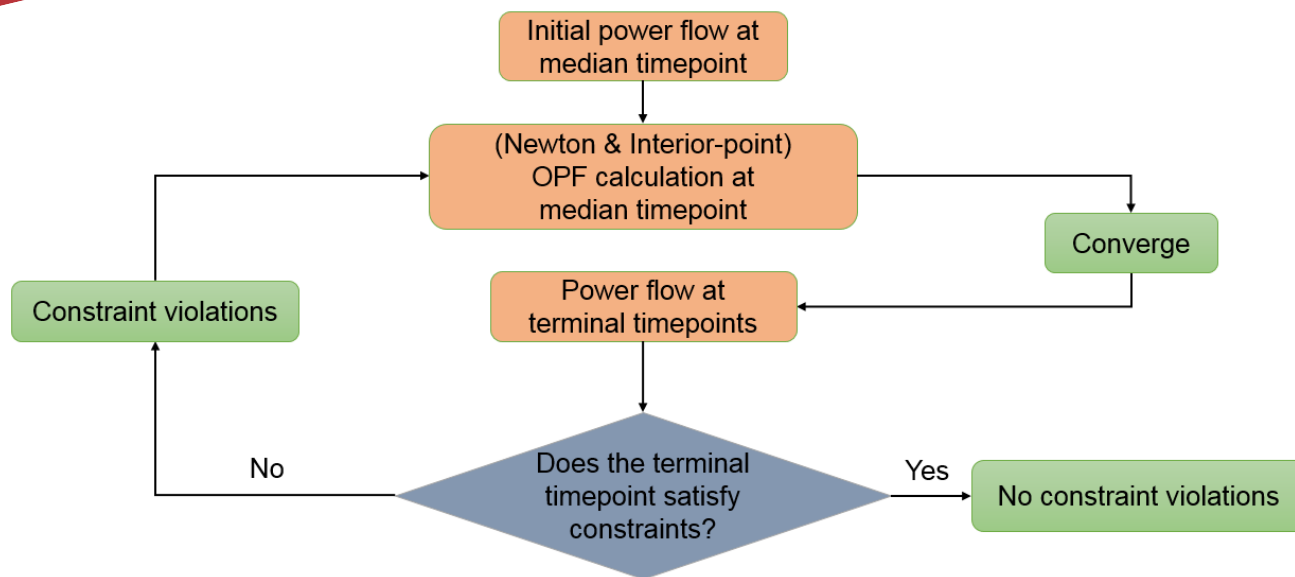 Initial power flow at
median timepoint
(Newton & Interior-point)
OPF calculation at
median timepoint
Converge
Power flow at
terminal timepoints
Constraint violations
Does the terminal
timepoint satisfy
constraints?
No
Yes
No constraint violations